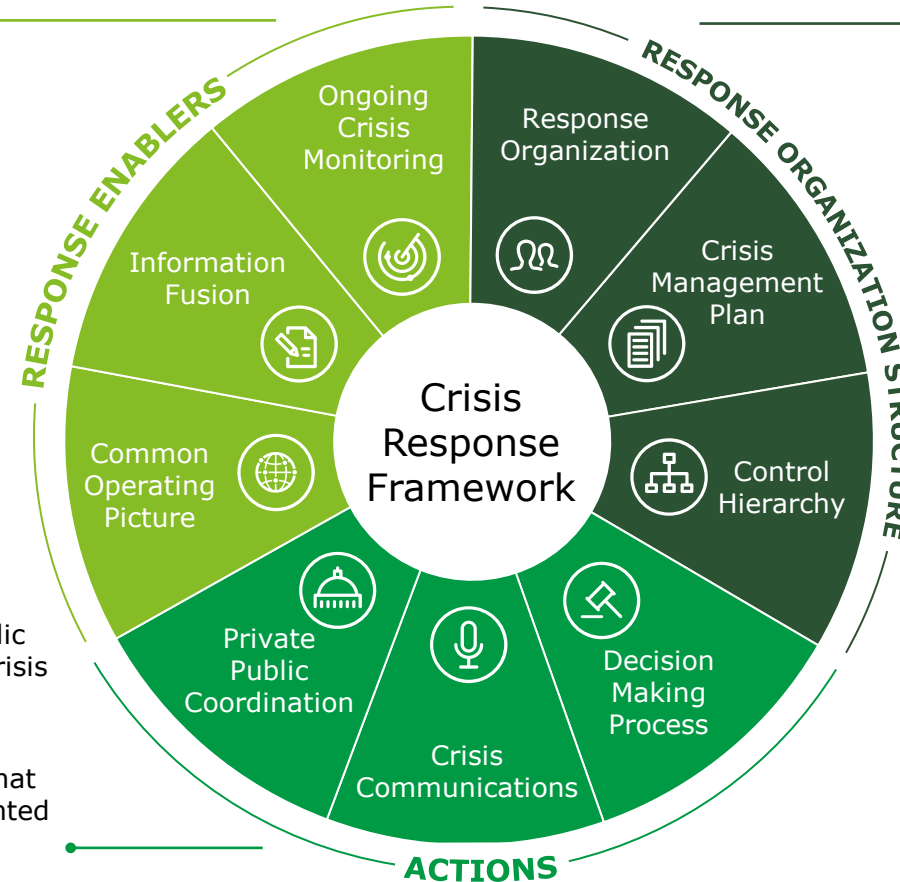 RESPONSE ENABLERS
Ongoing
Crisis
Monitoring
Information
Fusion
Common
Operating
Picture
RESPONSE ORGANIZATION STRUCTURE
Response
Organization
Crisis
Management
Plan
Control
Hierarchy
Crisis
Response
Framework
Decision
Making
Process
Crisis
Communications
Private
Public
Coordination
ACTIONS